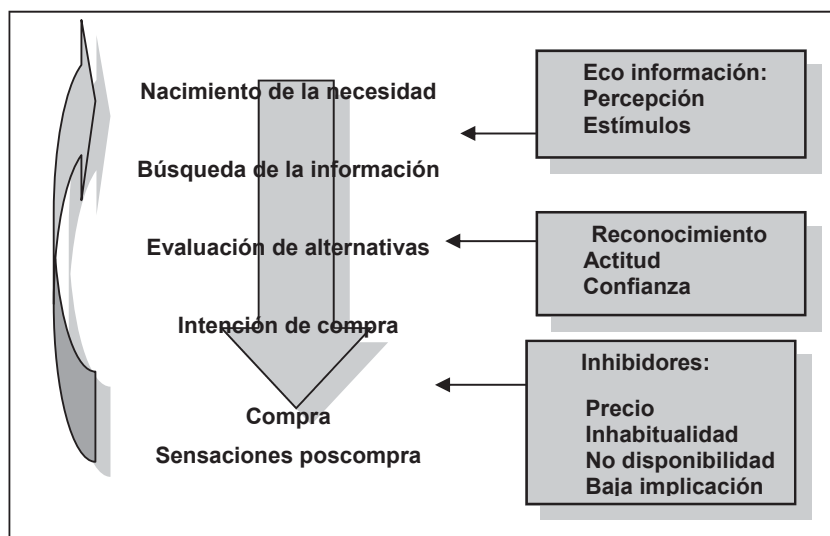 Nacimiento de la necesidad
Búsqueda de la información
Evaluación de alternativas
Intención de compra
Compra
Sensaciones poscompra
Eco información:
Percepción
Estímulos
Reconocimiento
Actitud
Confianza
Inhibidores:
Precio
Inhabitualidad
No disponibilidad
Baja implicación